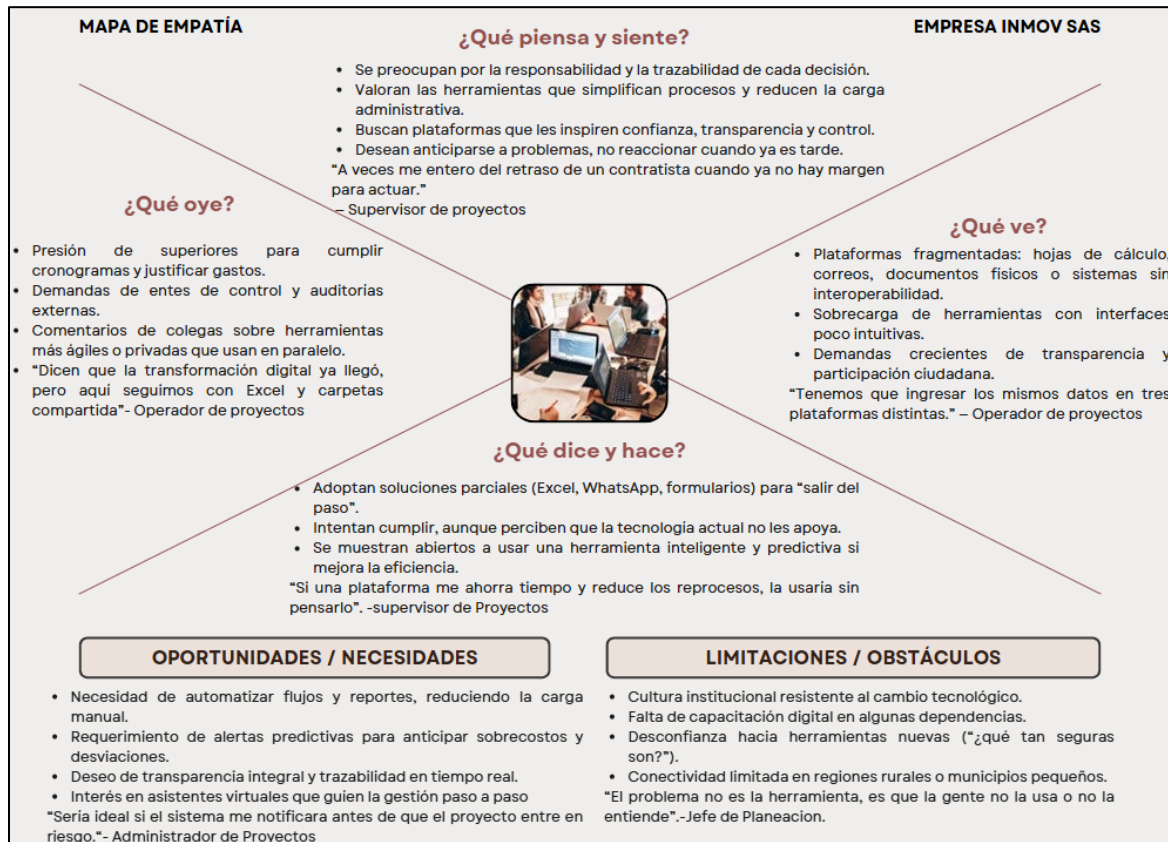 MAPA DE EMPATÍA
EMPRESA INMOV SAS
¿Qué piensa y siente?
• Se preocupan por la responsabilidad y la trazabilidad de cada decisión.
• Valoran las herramientas que simplifican procesos y reducen la carga
administrativa.
• Buscan plataformas que les inspiren confianza, transparencia y control.
• Desean anticiparse a problemas, no reaccionar cuando ya es tarde.
“A veces me entero del retraso de un contratista cuando ya no hay margen
para actuar.”
– Supervisor de proyectos
¿Qué oye?
• Presión de superiores para cumplir
cronogramas y justificar gastos.
• Demandas de entes de control y auditorías
externas.
• Comentarios de colegas sobre herramientas
más ágiles o privadas que usan en paralelo.
• “Dicen que la transformación digital ya llegó,
pero aquí seguimos con Excel y carpetas
compartida”- Operador de proyectos
¿Qué ve?
• Plataformas fragmentadas: hojas de cálculo,
correos, documentos físicos o sistemas sin
interoperabilidad.
• Sobrecarga de herramientas con interfaces
poco intuitivas.
• Demandas crecientes de transparencia y
participación ciudadana.
“Tenemos que ingresar los mismos datos en tres
plataformas distintas.” – Operador de proyectos
¿Qué dice y hace?
• Adoptan soluciones parciales (Excel, WhatsApp, formularios) para “salir del
paso”.
• Intentan cumplir, aunque perciben que la tecnología actual no les apoya.
• Se muestran abiertos a usar una herramienta inteligente y predictiva si
mejora la eficiencia.
“Si una plataforma me ahorra tiempo y reduce los reprocesos, la usaría sin
pensarlo”. -supervisor de Proyectos
OPORTUNIDADES / NECESIDADES
• Necesidad de automatizar flujos y reportes, reduciendo la carga
manual.
• Requerimiento de alertas predictivas para anticipar sobrecostos y
desviaciones.
• Deseo de transparencia integral y trazabilidad en tiempo real.
• Interés en asistentes virtuales que guíen la gestión paso a paso
“Sería ideal si el sistema me notificara antes de que el proyecto entre en
riesgo.“- Administrador de Proyectos
LIMITACIONES / OBSTÁCULOS
• Cultura institucional resistente al cambio tecnológico.
• Falta de capacitación digital en algunas dependencias.
• Desconfianza hacia herramientas nuevas (“¿qué tan seguras
son?”).
• Conectividad limitada en regiones rurales o municipios pequeños.
“El problema no es la herramienta, es que la gente no la usa o no la
entiende”.-Jefe de Planeacion.